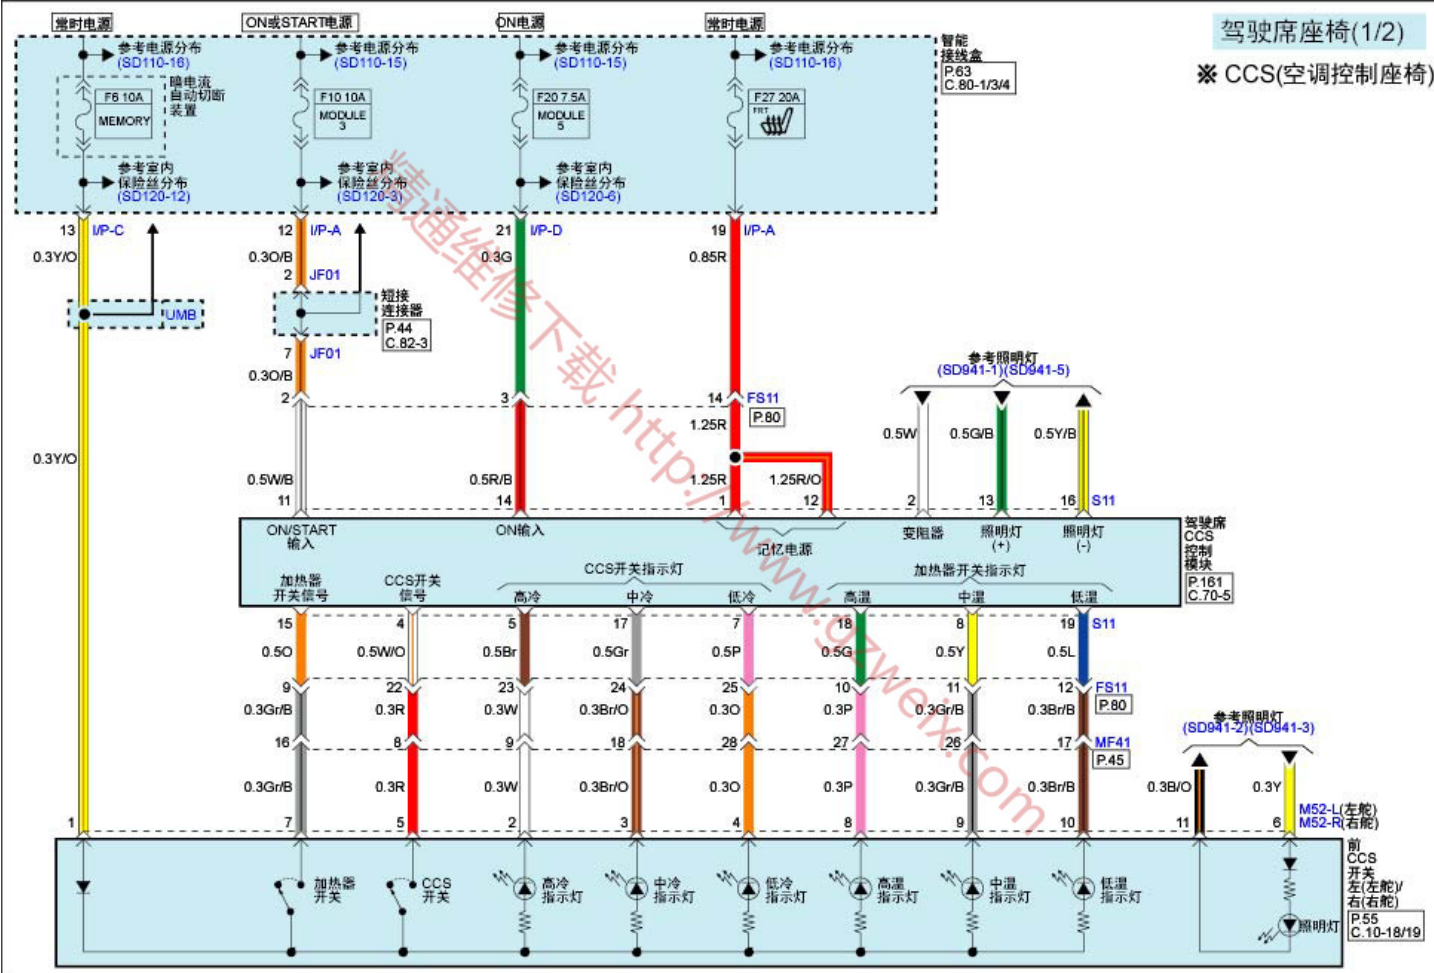 常时电源
ON或START电源
ON电源
常时电源
驾驶席座椅(1/2)
※ CCS(空调控制座椅)
参考电源分布
(SD110-16)
参考电源分布
(SD110-15)
参考电源分布
(SD110-15)
参考电源分布
(SD110-16)
智能
接线盒
P.63
C.80-1/3/4
暗电流
自动切断
装置
F6 10A
MEMORY
F10 10A
MODULE
3
F20 7.5A
MODULE
5
F27 20A
FRT
参考室内
保险丝分布
(SD120-12)
参考室内
保险丝分布
(SD120-3)
参考室内
保险丝分布
(SD120-6)
13 I/P-C
12 I/P-A
21 I/P-D
19 I/P-A
0.3Y/O
0.3O/B
0.3G
0.85R
2 JF01
UMB
短接
连接器
P.44
C.82-3
7 JF01
0.3O/B
参考照明灯
(SD941-1)(SD941-5)
2
3
14 FS11
P.80
1.25R
0.5W
0.5G/B
0.5Y/B
0.3Y/O
0.5W/B
0.5R/B
1.25R
1.25R/O
11
14
1
12
2
13
16 S11
ON/START
输入
ON输入
记忆电源
变阻器
照明灯
(+)
照明灯
(-)
驾驶席
CCS
控制
模块
P.161
C.70-5
加热器
开关信号
CCS开关
信号
CCS开关指示灯
高冷
中冷
低冷
加热器开关指示灯
高温
中温
低温
15
4
5
17
7
18
8
19 S11
0.5O
0.5W/O
0.5Br
0.5Gr
0.5P
0.5G
0.5Y
0.5L
9
22
23
24
25
10
11
12 FS11
P.80
0.3Gr/B
0.3R
0.3W
0.3Br/O
0.3O
0.3P
0.3Gr/B
0.3Br/B
参考照明灯
(SD941-2)(SD941-3)
16
8
9
18
28
27
26
17 MF41
P.45
0.3Gr/B
0.3R
0.3W
0.3Br/O
0.3O
0.3P
0.3Gr/B
0.3Br/B
0.3B/O
0.3Y
1
7
5
2
3
4
8
9
10
11
6
M52-L(左舵)
M52-R(右舵)
加热器
开关
CCS
开关
高冷
指示灯
中冷
指示灯
低冷
指示灯
高温
指示灯
中温
指示灯
低温
指示灯
照明灯
前
CCS
开关
左(左舵)/
右(右舵)
P.55
C.10-18/19
精通维修下载 http://www.gzweix.com